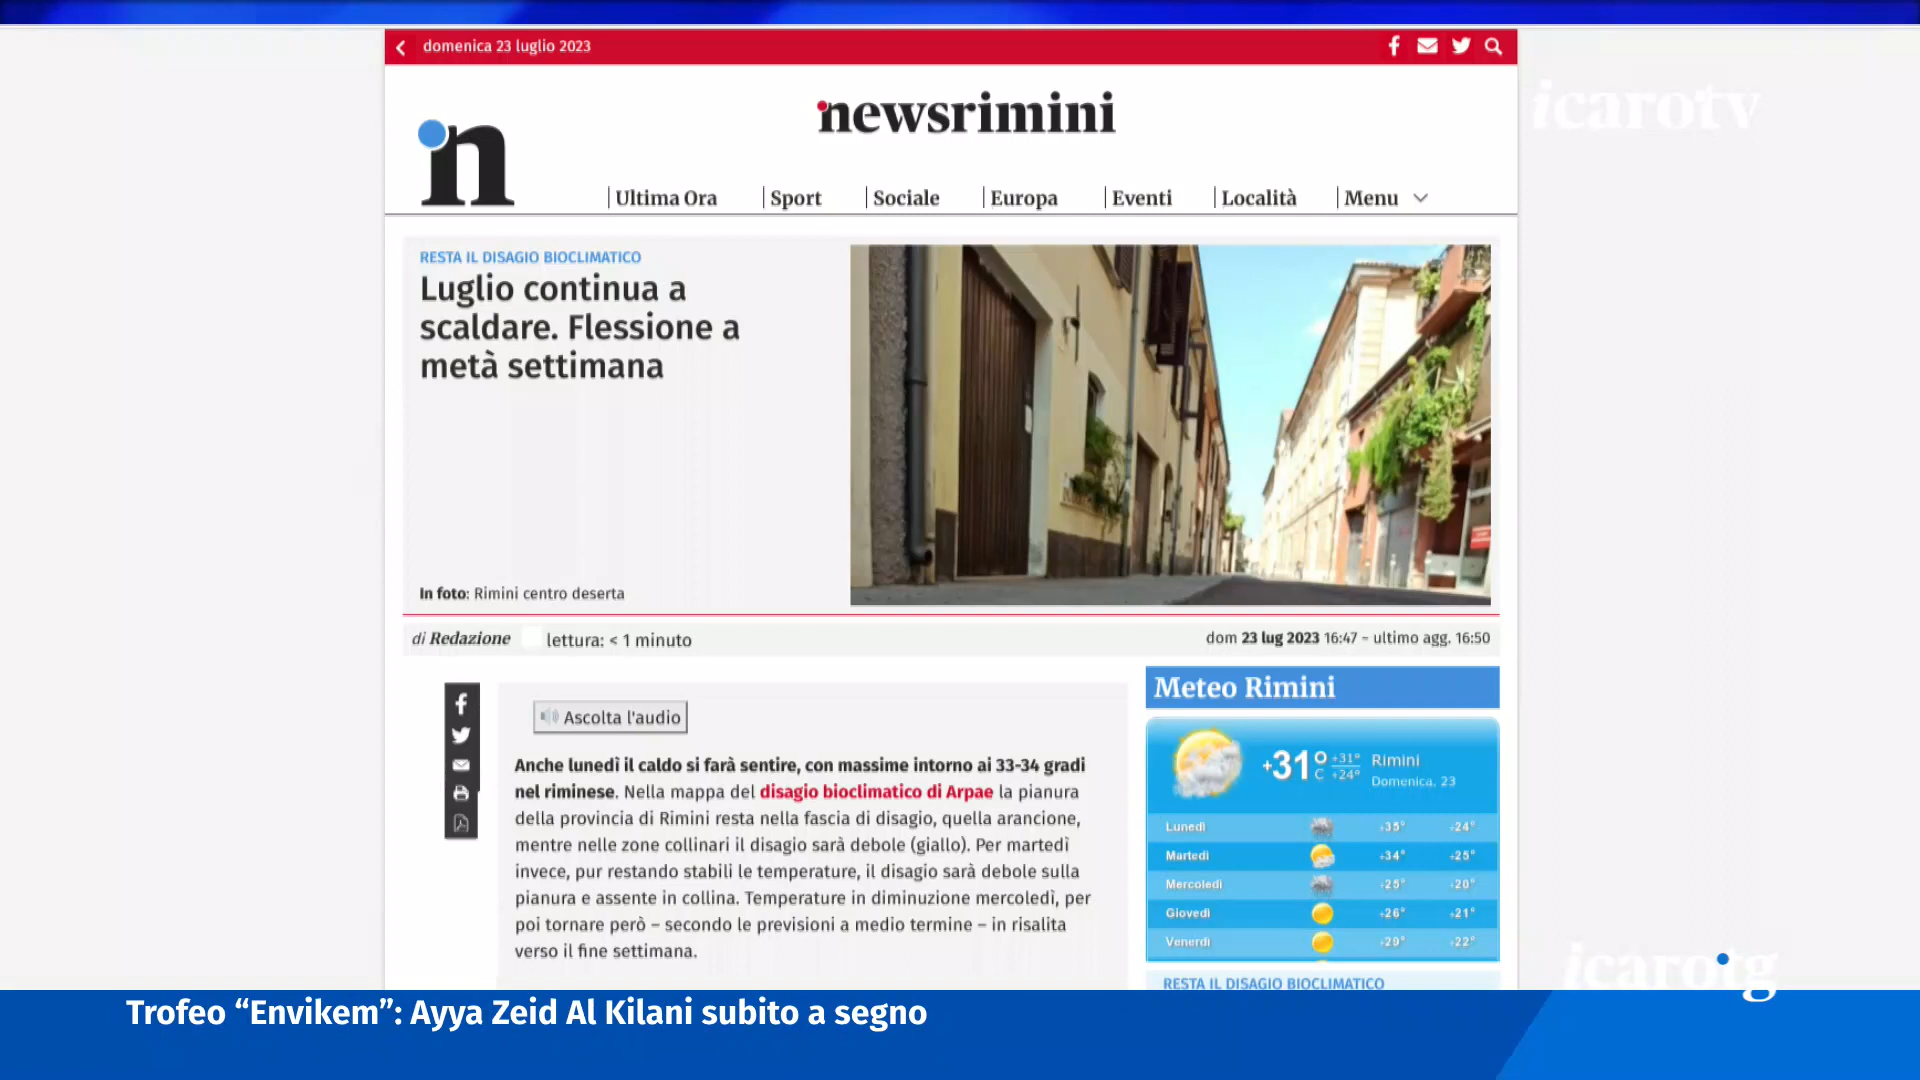 domenica 23 luglio 2023
icarotv
newsrimini
n
Ultima Ora
Sport
Sociale
Europa
Eventi
Località
Menu
RESTA IL DISAGIO BIOCLIMATICO
Luglio continua a
scaldare. Flessione a
metà settimana
In foto: Rimini centro deserta
di Redazione
lettura: < 1 minuto
dom 23 lug 2023 16:47 - ultimo agg. 16:50
Ascolta l'audio
Anche lunedì il caldo si farà sentire, con massime intorno ai 33-34 gradi
nel riminese. Nella mappa del disagio bioclimatico di Arpae la pianura
della provincia di Rimini resta nella fascia di disagio, quella arancione,
mentre nelle zone collinari il disagio sarà debole (giallo). Per martedì
invece, pur restando stabili le temperature, il disagio sarà debole sulla
pianura e assente in collina. Temperature in diminuzione mercoledì, per
poi tornare però – secondo le previsioni a medio termine – in risalita
verso il fine settimana.
Meteo Rimini
+31°C +31° +24°
Rimini
Domenica, 23
Lunedì +35° +24°
Martedì +34° +25°
Mercoledì +25° +20°
Giovedì +26° +21°
Venerdì +29° +22°
RESTA IL DISAGIO BIOCLIMATICO
icarotg
Trofeo “Envikem”: Ayya Zeid Al Kilani subito a segno